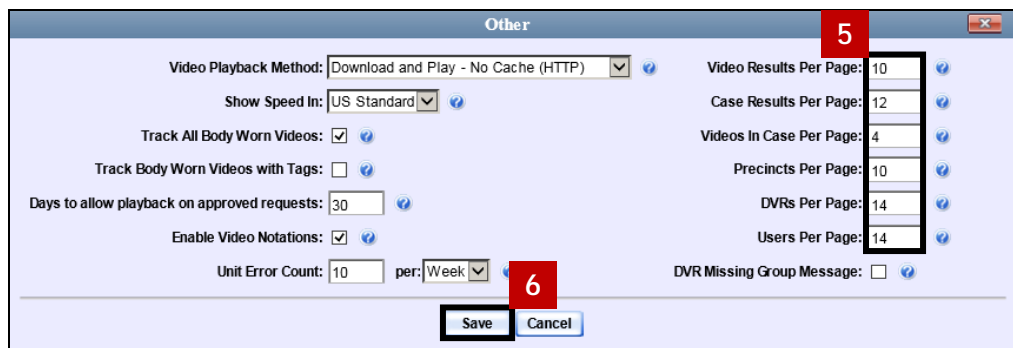 Other
5
Video Playback Method: Download and Play - No Cache (HTTP)
Video Results Per Page: 10
Show Speed In: US Standard
Case Results Per Page: 12
Track All Body Worn Videos:
Videos In Case Per Page: 4
Track Body Worn Videos with Tags:
Precincts Per Page: 10
Days to allow playback on approved requests: 30
DVRs Per Page: 14
Enable Video Notations:
Users Per Page: 14
Unit Error Count: 10 per: Week
DVR Missing Group Message:
6
Save Cancel